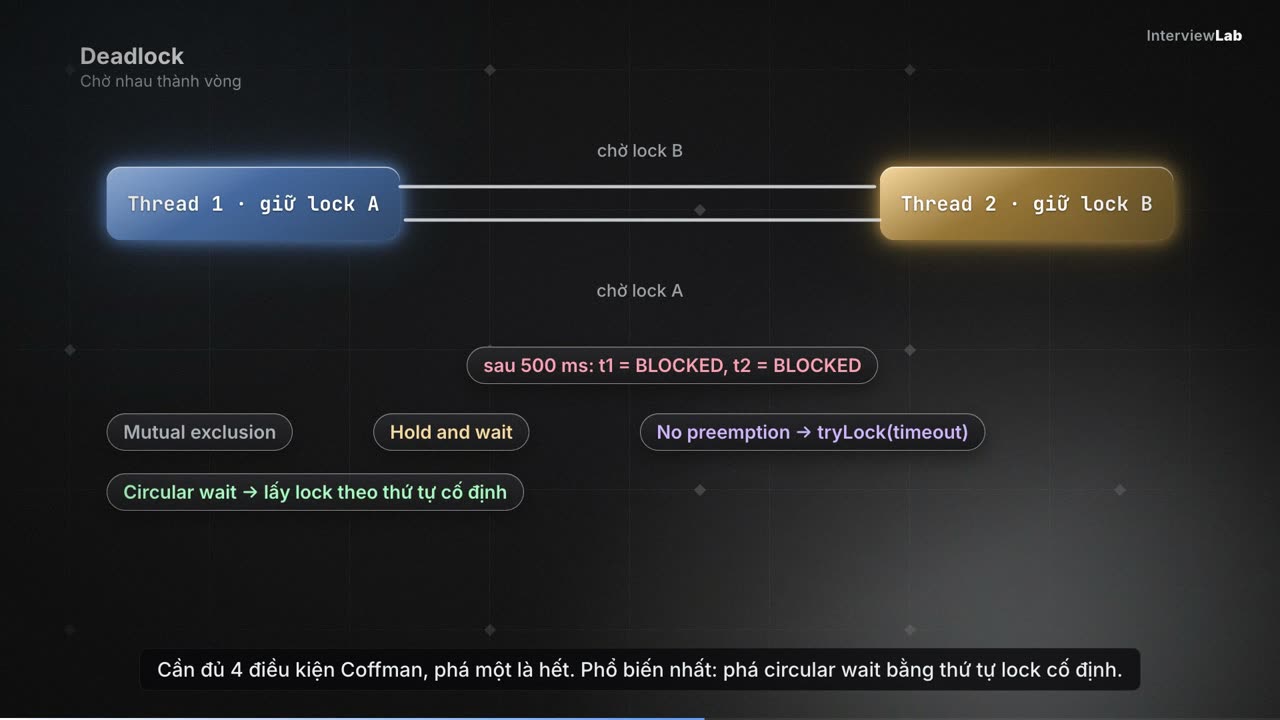 Deadlock
Chờ nhau thành vòng
InterviewLab
chờ lock B
Thread 1 · giữ lock A
Thread 2 · giữ lock B
chờ lock A
sau 500 ms: t1 = BLOCKED, t2 = BLOCKED
Mutual exclusion
Hold and wait
No preemption → tryLock(timeout)
Circular wait → lấy lock theo thứ tự cố định
Cần đủ 4 điều kiện Coffman, phá một là hết. Phổ biến nhất: phá circular wait bằng thứ tự lock cố định.